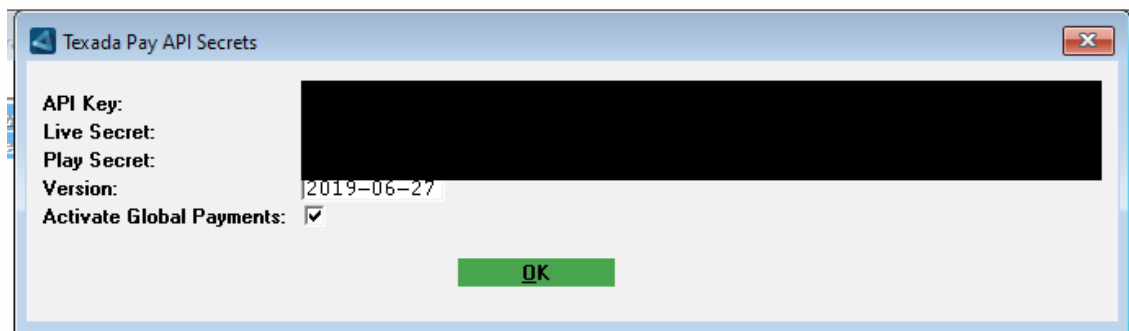 Texada Pay API Secrets
API Key:
Live Secret:
Play Secret:
Version: 2019-06-27
Activate Global Payments:
OK